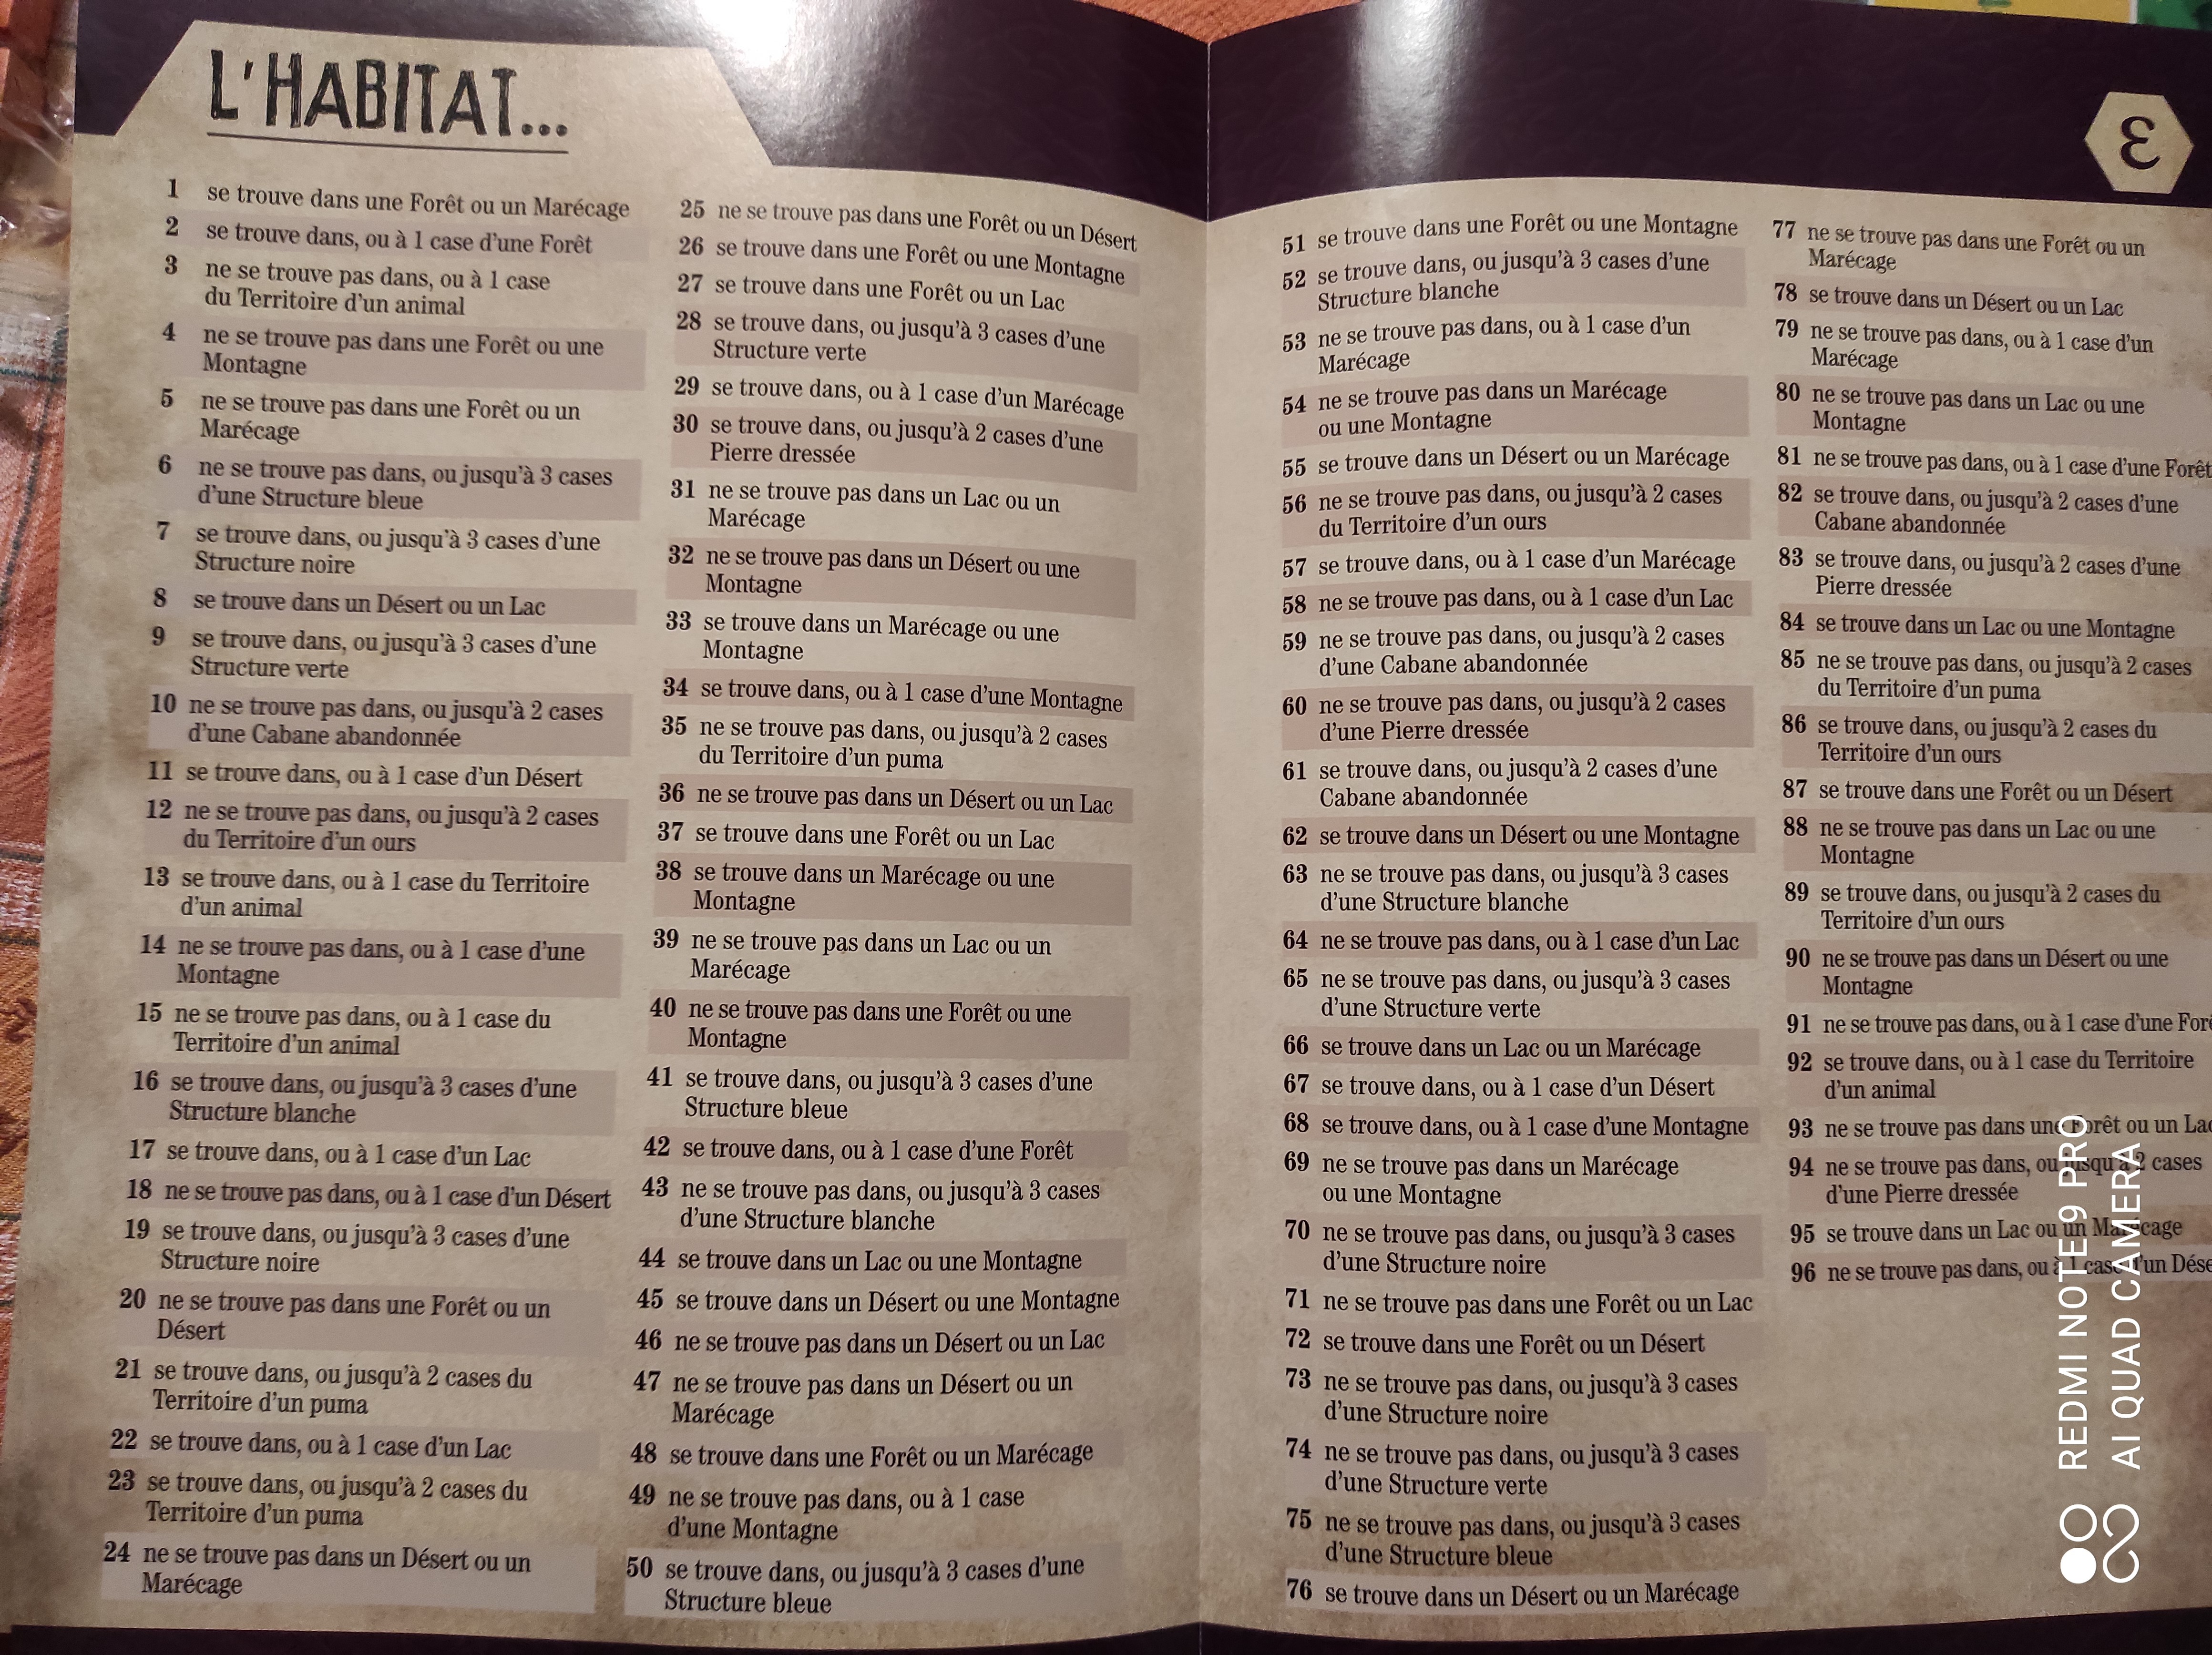 L'HABITAT...
ε
1 se trouve dans une Forêt ou un Marécage
2 se trouve dans, ou à 1 case d'une Forêt
3 ne se trouve pas dans, ou à 1 case
du Territoire d'un animal
4 ne se trouve pas dans une Forêt ou une
Montagne
5 ne se trouve pas dans une Forêt ou un
Marécage
6 ne se trouve pas dans, ou jusqu'à 3 cases
d'une Structure bleue
7 se trouve dans, ou jusqu'à 3 cases d'une
Structure noire
8 se trouve dans un Désert ou un Lac
9 se trouve dans, ou jusqu'à 3 cases d'une
Structure verte
10 ne se trouve pas dans, ou jusqu'à 2 cases
d'une Cabane abandonnée
11 se trouve dans, ou à 1 case d'un Désert
12 ne se trouve pas dans, ou jusqu'à 2 cases
du Territoire d'un ours
13 se trouve dans, ou à 1 case du Territoire
d'un animal
14 ne se trouve pas dans, ou à 1 case d'une
Montagne
15 ne se trouve pas dans, ou à 1 case du
Territoire d'un animal
16 se trouve dans, ou jusqu'à 3 cases d'une
Structure blanche
17 se trouve dans, ou à 1 case d'un Lac
18 ne se trouve pas dans, ou à 1 case d'un Désert
19 se trouve dans, ou jusqu'à 3 cases d'une
Structure noire
20 ne se trouve pas dans une Forêt ou un
Désert
21 se trouve dans, ou jusqu'à 2 cases du
Territoire d'un puma
22 se trouve dans, ou à 1 case d'un Lac
23 se trouve dans, ou jusqu'à 2 cases du
Territoire d'un puma
24 ne se trouve pas dans un Désert ou un
Marécage
25 ne se trouve pas dans une Forêt ou un Désert
26 se trouve dans une Forêt ou une Montagne
27 se trouve dans une Forêt ou un Lac
28 se trouve dans, ou jusqu'à 3 cases d'une
Structure verte
29 se trouve dans, ou à 1 case d'un Marécage
30 se trouve dans, ou jusqu'à 2 cases d'une
Pierre dressée
31 ne se trouve pas dans un Lac ou un
Marécage
32 ne se trouve pas dans un Désert ou une
Montagne
33 se trouve dans un Marécage ou une
Montagne
34 se trouve dans, ou à 1 case d'une Montagne
35 ne se trouve pas dans, ou jusqu'à 2 cases
du Territoire d'un puma
36 ne se trouve pas dans un Désert ou un Lac
37 se trouve dans une Forêt ou un Lac
38 se trouve dans un Marécage ou une
Montagne
39 ne se trouve pas dans un Lac ou un
Marécage
40 ne se trouve pas dans une Forêt ou une
Montagne
41 se trouve dans, ou jusqu'à 3 cases d'une
Structure bleue
42 se trouve dans, ou à 1 case d'une Forêt
43 ne se trouve pas dans, ou jusqu'à 3 cases
d'une Structure blanche
44 se trouve dans un Lac ou une Montagne
45 se trouve dans un Désert ou une Montagne
46 ne se trouve pas dans un Désert ou un Lac
47 ne se trouve pas dans un Désert ou un
Marécage
48 se trouve dans une Forêt ou un Marécage
49 ne se trouve pas dans, ou à 1 case
d'une Montagne
50 se trouve dans, ou jusqu'à 3 cases d'une
Structure bleue
51 se trouve dans une Forêt ou une Montagne
52 se trouve dans, ou jusqu'à 3 cases d'une
Structure blanche
53 ne se trouve pas dans, ou à 1 case d'un
Marécage
54 ne se trouve pas dans un Marécage
ou une Montagne
55 se trouve dans un Désert ou un Marécage
56 ne se trouve pas dans, ou jusqu'à 2 cases
du Territoire d'un ours
57 se trouve dans, ou à 1 case d'un Marécage
58 ne se trouve pas dans, ou à 1 case d'un Lac
59 ne se trouve pas dans, ou jusqu'à 2 cases
d'une Cabane abandonnée
60 ne se trouve pas dans, ou jusqu'à 2 cases
d'une Pierre dressée
61 se trouve dans, ou jusqu'à 2 cases d'une
Cabane abandonnée
62 se trouve dans un Désert ou une Montagne
63 ne se trouve pas dans, ou jusqu'à 3 cases
d'une Structure blanche
64 ne se trouve pas dans, ou à 1 case d'un Lac
65 ne se trouve pas dans, ou jusqu'à 3 cases
d'une Structure verte
66 se trouve dans un Lac ou un Marécage
67 se trouve dans, ou à 1 case d'un Désert
68 se trouve dans, ou à 1 case d'une Montagne
69 ne se trouve pas dans un Marécage
ou une Montagne
70 ne se trouve pas dans, ou jusqu'à 3 cases
d'une Structure noire
71 ne se trouve pas dans une Forêt ou un Lac
72 se trouve dans une Forêt ou un Désert
73 ne se trouve pas dans, ou jusqu'à 3 cases
d'une Structure noire
74 ne se trouve pas dans, ou jusqu'à 3 cases
d'une Structure verte
75 ne se trouve pas dans, ou jusqu'à 3 cases
d'une Structure bleue
76 se trouve dans un Désert ou un Marécage
77 ne se trouve pas dans une Forêt ou un
Marécage
78 se trouve dans un Désert ou un Lac
79 ne se trouve pas dans, ou à 1 case d'un
Marécage
80 ne se trouve pas dans un Lac ou une
Montagne
81 ne se trouve pas dans, ou à 1 case d'une Forêt
82 se trouve dans, ou jusqu'à 2 cases d'une
Cabane abandonnée
83 se trouve dans, ou jusqu'à 2 cases d'une
Pierre dressée
84 se trouve dans un Lac ou une Montagne
85 ne se trouve pas dans, ou jusqu'à 2 cases
du Territoire d'un puma
86 se trouve dans, ou jusqu'à 2 cases du
Territoire d'un ours
87 se trouve dans une Forêt ou un Désert
88 ne se trouve pas dans un Lac ou une
Montagne
89 se trouve dans, ou jusqu'à 2 cases du
Territoire d'un ours
90 ne se trouve pas dans un Désert ou une
Montagne
91 ne se trouve pas dans, ou à 1 case d'une
92 se trouve dans, ou à 1 case du Territoire
d'un animal
93 ne se trouve pas dans une Forêt ou un Lac
94 ne se trouve pas dans, ou jusqu'à 2 cases
d'une Pierre dressée
95 se trouve dans un Lac ou un Marécage
96 ne se trouve pas dans, ou à 1 case d'un
REDMI NOTE 9 PRO
AI QUAD CAMERA